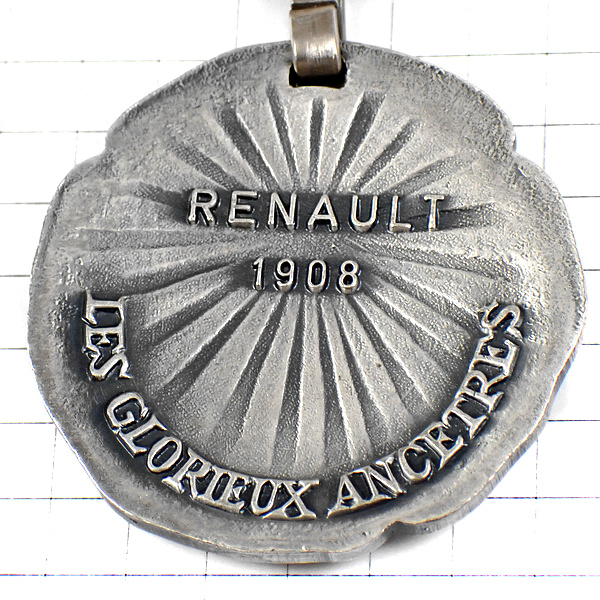 RENAULT
1908
LES GLORIEUX ANCETRES